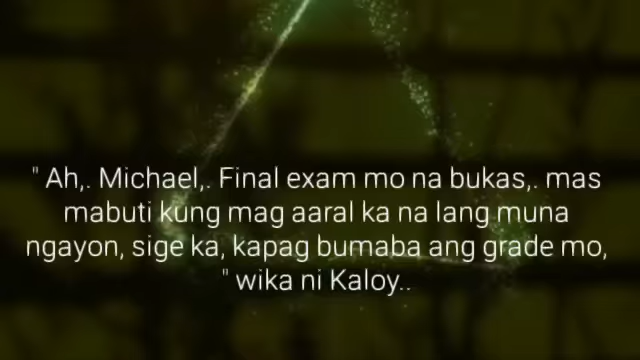 " Ah,. Michael,. Final exam mo na bukas,. mas
mabuti kung mag aaral ka na lang muna
ngayon, sige ka, kapag bumaba ang grade mo,
" wika ni Kaloy..